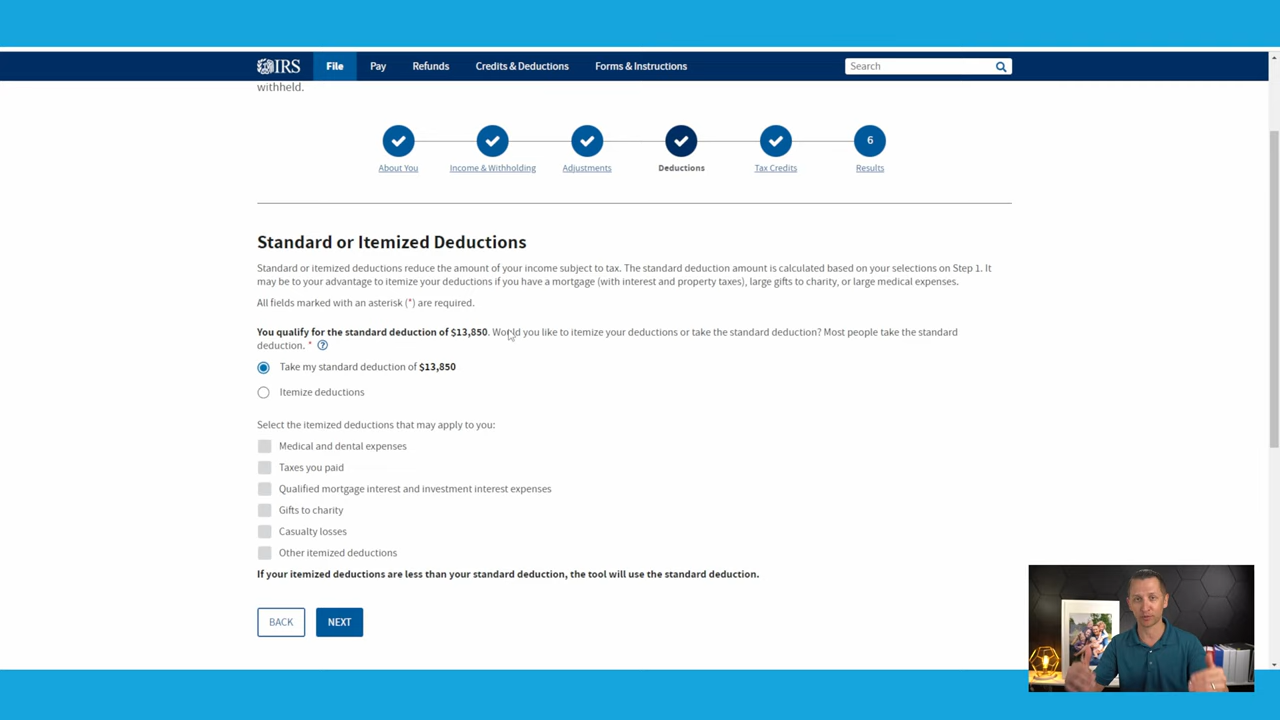 IRS File Pay Refunds Credits & Deductions Forms & Instructions Search
withheld.
6
About You Income & Withholding Adjustments Deductions Tax Credits Results
Standard or Itemized Deductions
Standard or itemized deductions reduce the amount of your income subject to tax. The standard deduction amount is calculated based on your selections on Step 1. It
may be to your advantage to itemize your deductions if you have a mortgage (with interest and property taxes), large gifts to charity, or large medical expenses.
All fields marked with an asterisk (*) are required.
You qualify for the standard deduction of $13,850. Would you like to itemize your deductions or take the standard deduction? Most people take the standard
deduction. * ?
Take my standard deduction of $13,850
Itemize deductions
Select the itemized deductions that may apply to you:
Medical and dental expenses
Taxes you paid
Qualified mortgage interest and investment interest expenses
Gifts to charity
Casualty losses
Other itemized deductions
If your itemized deductions are less than your standard deduction, the tool will use the standard deduction.
BACK NEXT